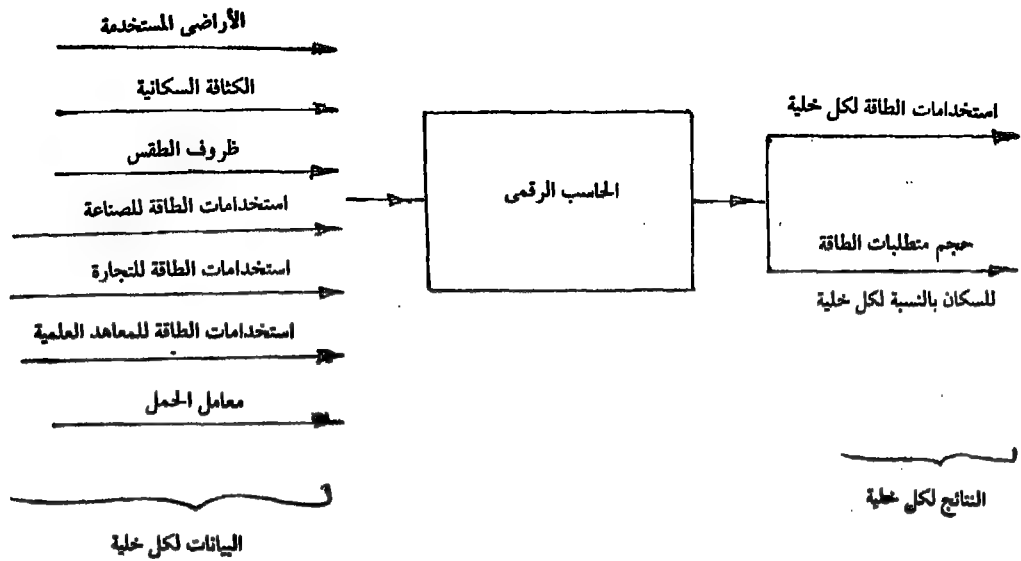 الأراضى المستخدمة
الكثافة السكانية
ظروف الطقس
استخدامات الطاقة للصناعة
استخدامات الطاقة للتجارة
استخدامات الطاقة للمعاهد العلمية
معامل الحمل
البيانات لكل خلية
الحاسب الرقمى
استخدامات الطاقة لكل خلية
حجم متطلبات الطاقة
للسكان بالنسبة لكل خلية
النتائج لكل خلية